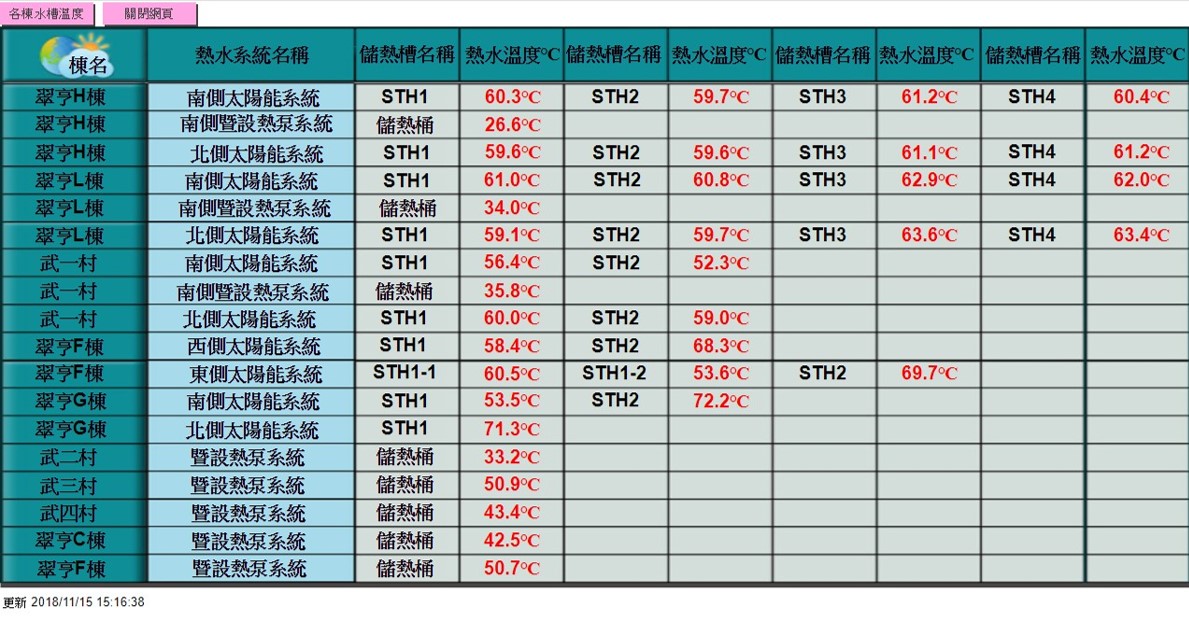 各棟水槽溫度 關閉網頁
棟名 熱水系統名稱 儲熱槽名稱 熱水溫度°C 儲熱槽名稱 熱水溫度°C 儲熱槽名稱 熱水溫度°C 儲熱槽名稱 熱水溫度°C
翠亨H棟 南側太陽能系統 STH1 60.3°C STH2 59.7°C STH3 61.2°C STH4 60.4°C
翠亨H棟 南側暨設熱泵系統 儲熱桶 26.6°C
翠亨H棟 北側太陽能系統 STH1 59.6°C STH2 59.6°C STH3 61.1°C STH4 61.2°C
翠亨L棟 南側太陽能系統 STH1 61.0°C STH2 60.8°C STH3 62.9°C STH4 62.0°C
翠亨L棟 南側暨設熱泵系統 儲熱桶 34.0°C
翠亨L棟 北側太陽能系統 STH1 59.1°C STH2 59.7°C STH3 63.6°C STH4 63.4°C
武一村 南側太陽能系統 STH1 56.4°C STH2 52.3°C
武一村 南側暨設熱泵系統 儲熱桶 35.8°C
武一村 北側太陽能系統 STH1 60.0°C STH2 59.0°C
翠亨F棟 西側太陽能系統 STH1 58.4°C STH2 68.3°C
翠亨F棟 東側太陽能系統 STH1-1 60.5°C STH1-2 53.6°C STH2 69.7°C
翠亨G棟 南側太陽能系統 STH1 53.5°C STH2 72.2°C
翠亨G棟 北側太陽能系統 STH1 71.3°C
武二村 暨設熱泵系統 儲熱桶 33.2°C
武三村 暨設熱泵系統 儲熱桶 50.9°C
武四村 暨設熱泵系統 儲熱桶 43.4°C
翠亨C棟 暨設熱泵系統 儲熱桶 42.5°C
翠亨F棟 暨設熱泵系統 儲熱桶 50.7°C
更新 2018/11/15 15:16:38